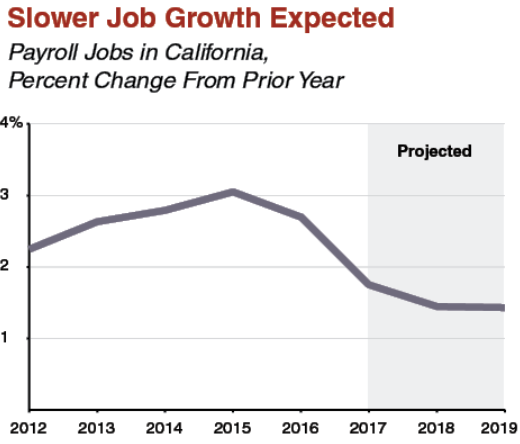 Slower Job Growth Expected
Payroll Jobs in California,
Percent Change From Prior Year
4%
Projected
3
2
1
2012 2013 2014 2015 2016 2017 2018 2019